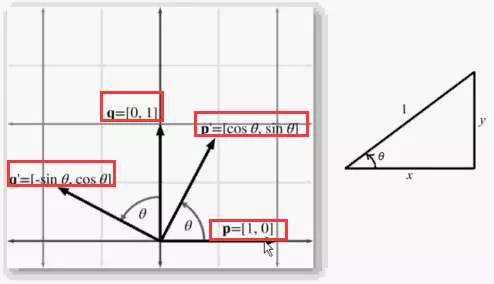 q=[0, 1]
p'=[cos θ, sin θ]
q'=[-sin θ, cos θ]
θ
θ
p=[1, 0]
1
y
θ
x